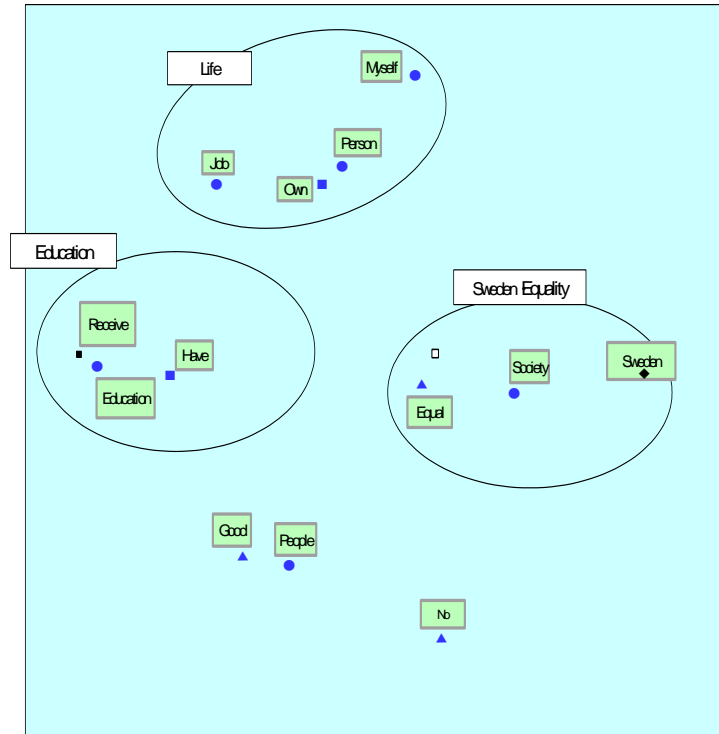 Life
Myself
Person
Job
Own
Education
Sweden Equality
Receive
Have
Society
Sweden
Education
Equal
Good
People
No